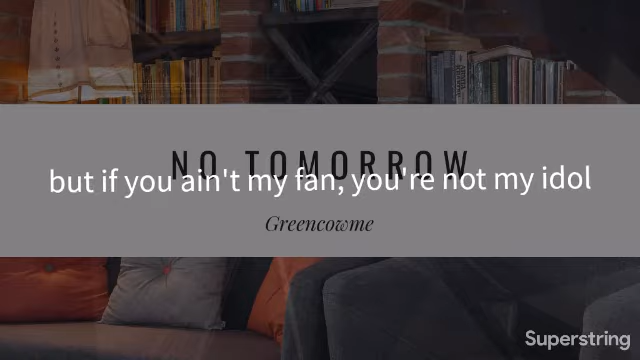 NO TOMORROW
but if you ain't my fan, you're not my idol
Greencowme
Superstring